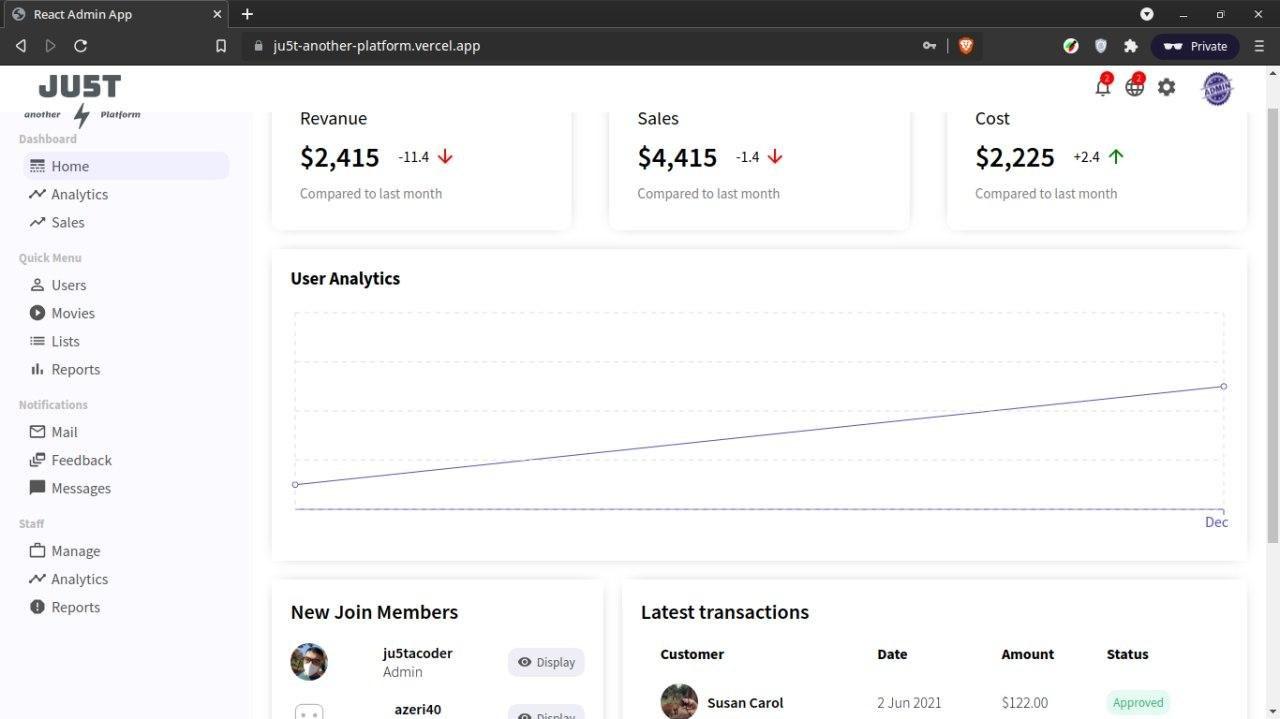 React Admin App
ju5t-another-platform.vercel.app
Private
JU5T
another Platform
2
2
ADMIN
Dashboard
Home
Analytics
Sales
Quick Menu
Users
Movies
Lists
Reports
Notifications
Mail
Feedback
Messages
Staff
Manage
Analytics
Reports
Revanue
$2,415 -11.4
Compared to last month
Sales
$4,415 -1.4
Compared to last month
Cost
$2,225 +2.4
Compared to last month
User Analytics
Dec
New Join Members
ju5tacoder
Admin
Display
azeri40
Display
Latest transactions
Customer Date Amount Status
Susan Carol 2 Jun 2021 $122.00 Approved